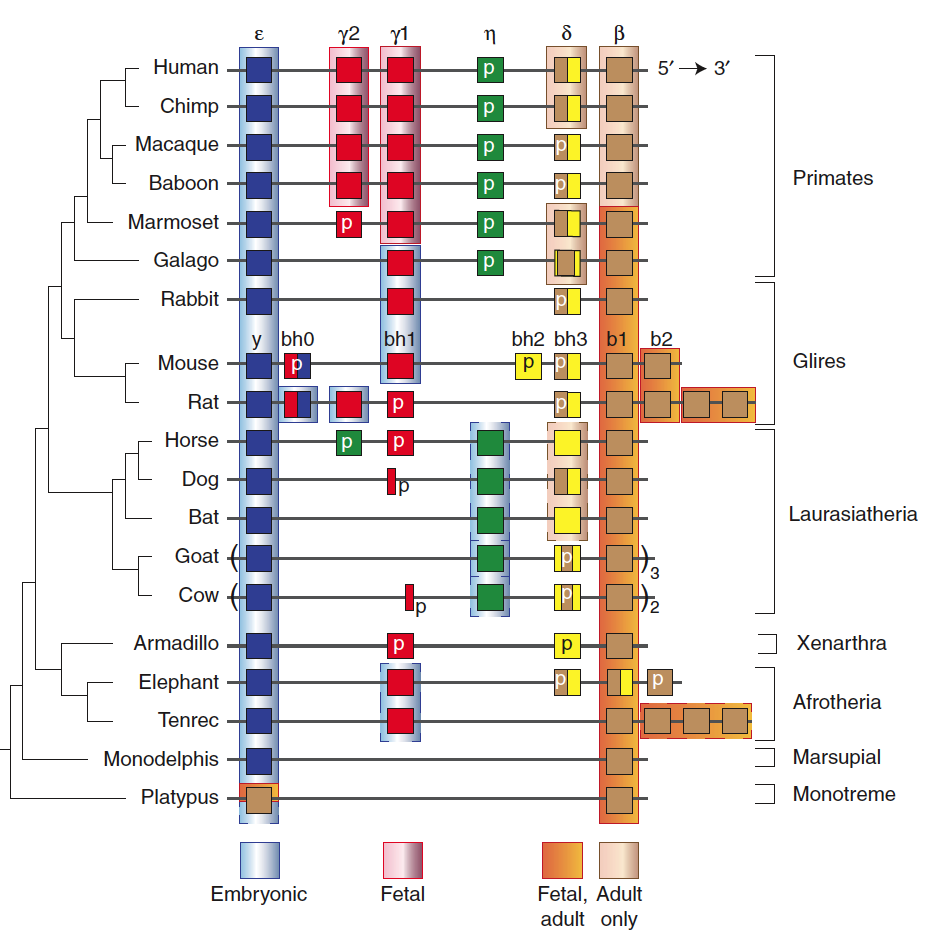 ε γ2 γ1 η δ β
Human p 5′ → 3′
Chimp p
Macaque p p
Baboon p p
Primates
Marmoset p p
Galago p
Rabbit p
y bh0 bh1 bh2 bh3 b1 b2
Mouse p p p
Glires
Rat p p
Horse p p
Dog p
Bat
Laurasiatheria
Goat ( p )3
Cow ( p p )2
Armadillo p p
Xenarthra
Elephant p p
Afrotheria
Tenrec
Monodelphis
Marsupial
Platypus
Monotreme
Embryonic Fetal Fetal, adult Adult only